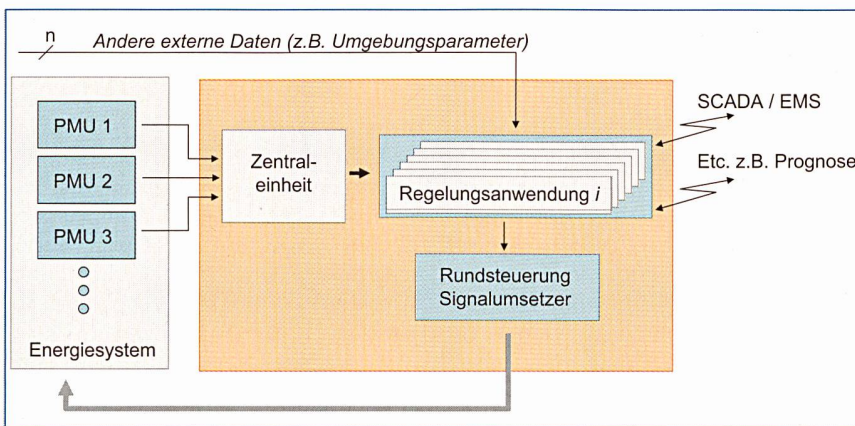 n
Andere externe Daten (z.B. Umgebungsparameter)
PMU 1
PMU 2
PMU 3
Energiesystem
Zentral-
einheit
Regelungsanwendung i
Rundsteuerung
Signalumsetzer
SCADA / EMS
Etc. z.B. Prognose